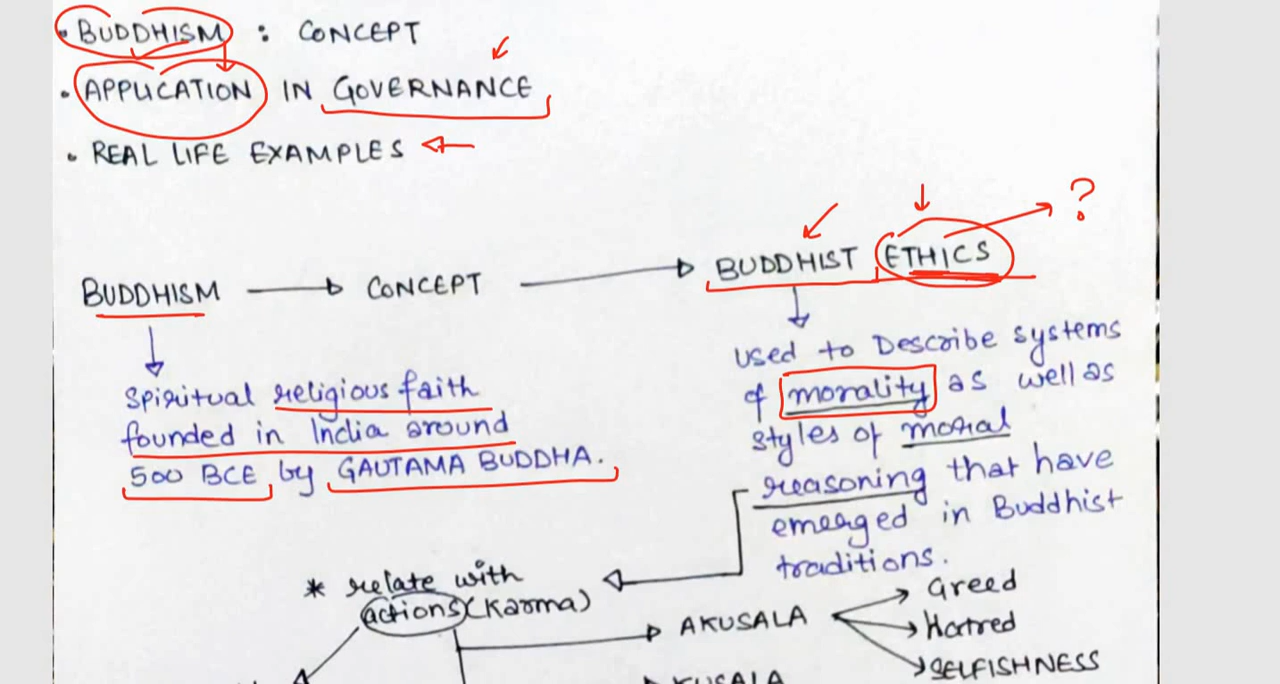 • BUDDHISM : CONCEPT
• APPLICATION IN GOVERNANCE
• REAL LIFE EXAMPLES
?
BUDDHISM → CONCEPT → BUDDHIST ETHICS
Spiritual religious faith
founded in India around
500 BCE by GAUTAMA BUDDHA.
used to Describe systems
of morality as well as
styles of moral
reasoning that have
emerged in Buddhist
traditions.
* relate with
actions (Karma)
AKUSALA
Greed
Hatred
SELFISHNESS